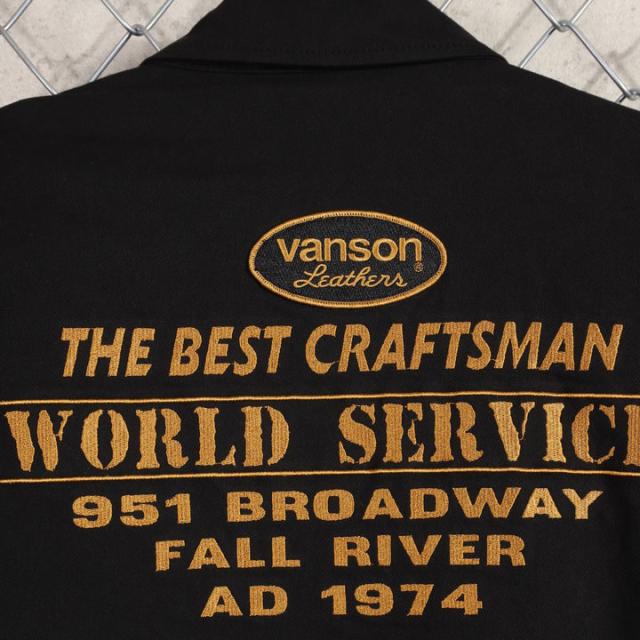 vanson®
Leathers
THE BEST CRAFTSMAN
WORLD SERVIC
951 BROADWAY
FALL RIVER
AD 1974